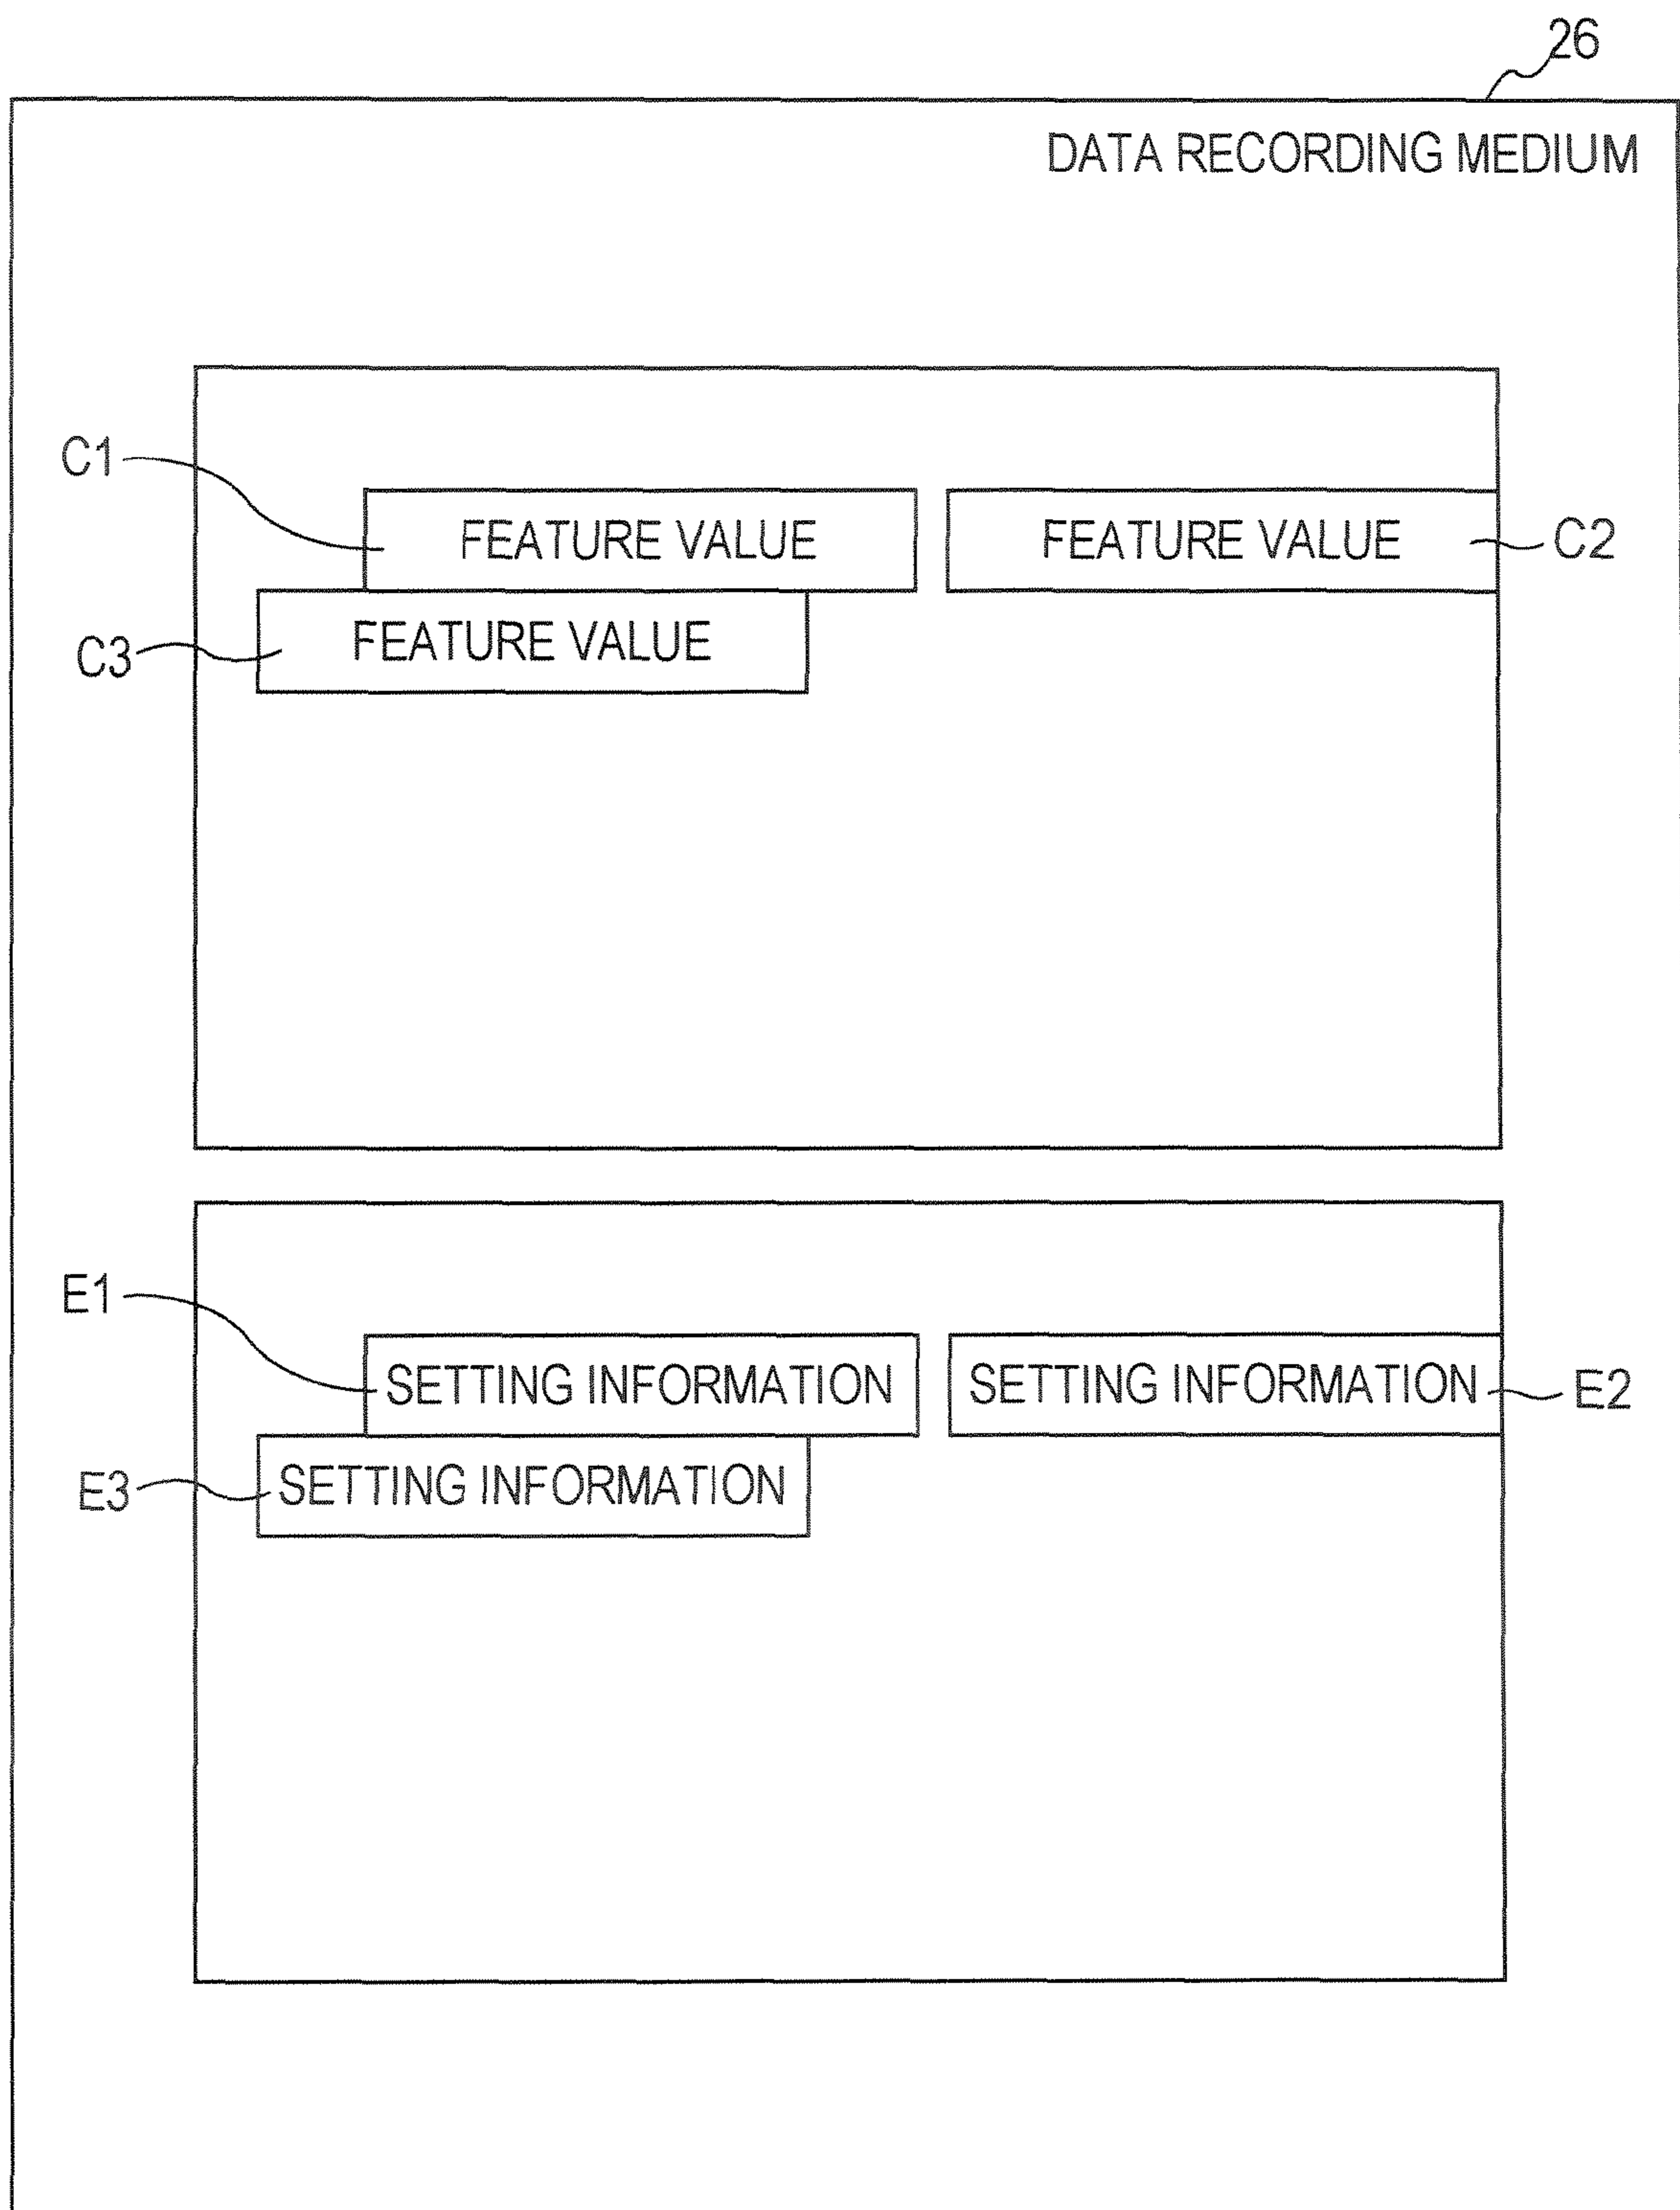 26
DATA RECORDING MEDIUM
C1
FEATURE VALUE FEATURE VALUE C2
C3 FEATURE VALUE
E1
SETTING INFORMATION SETTING INFORMATION E2
E3 SETTING INFORMATION